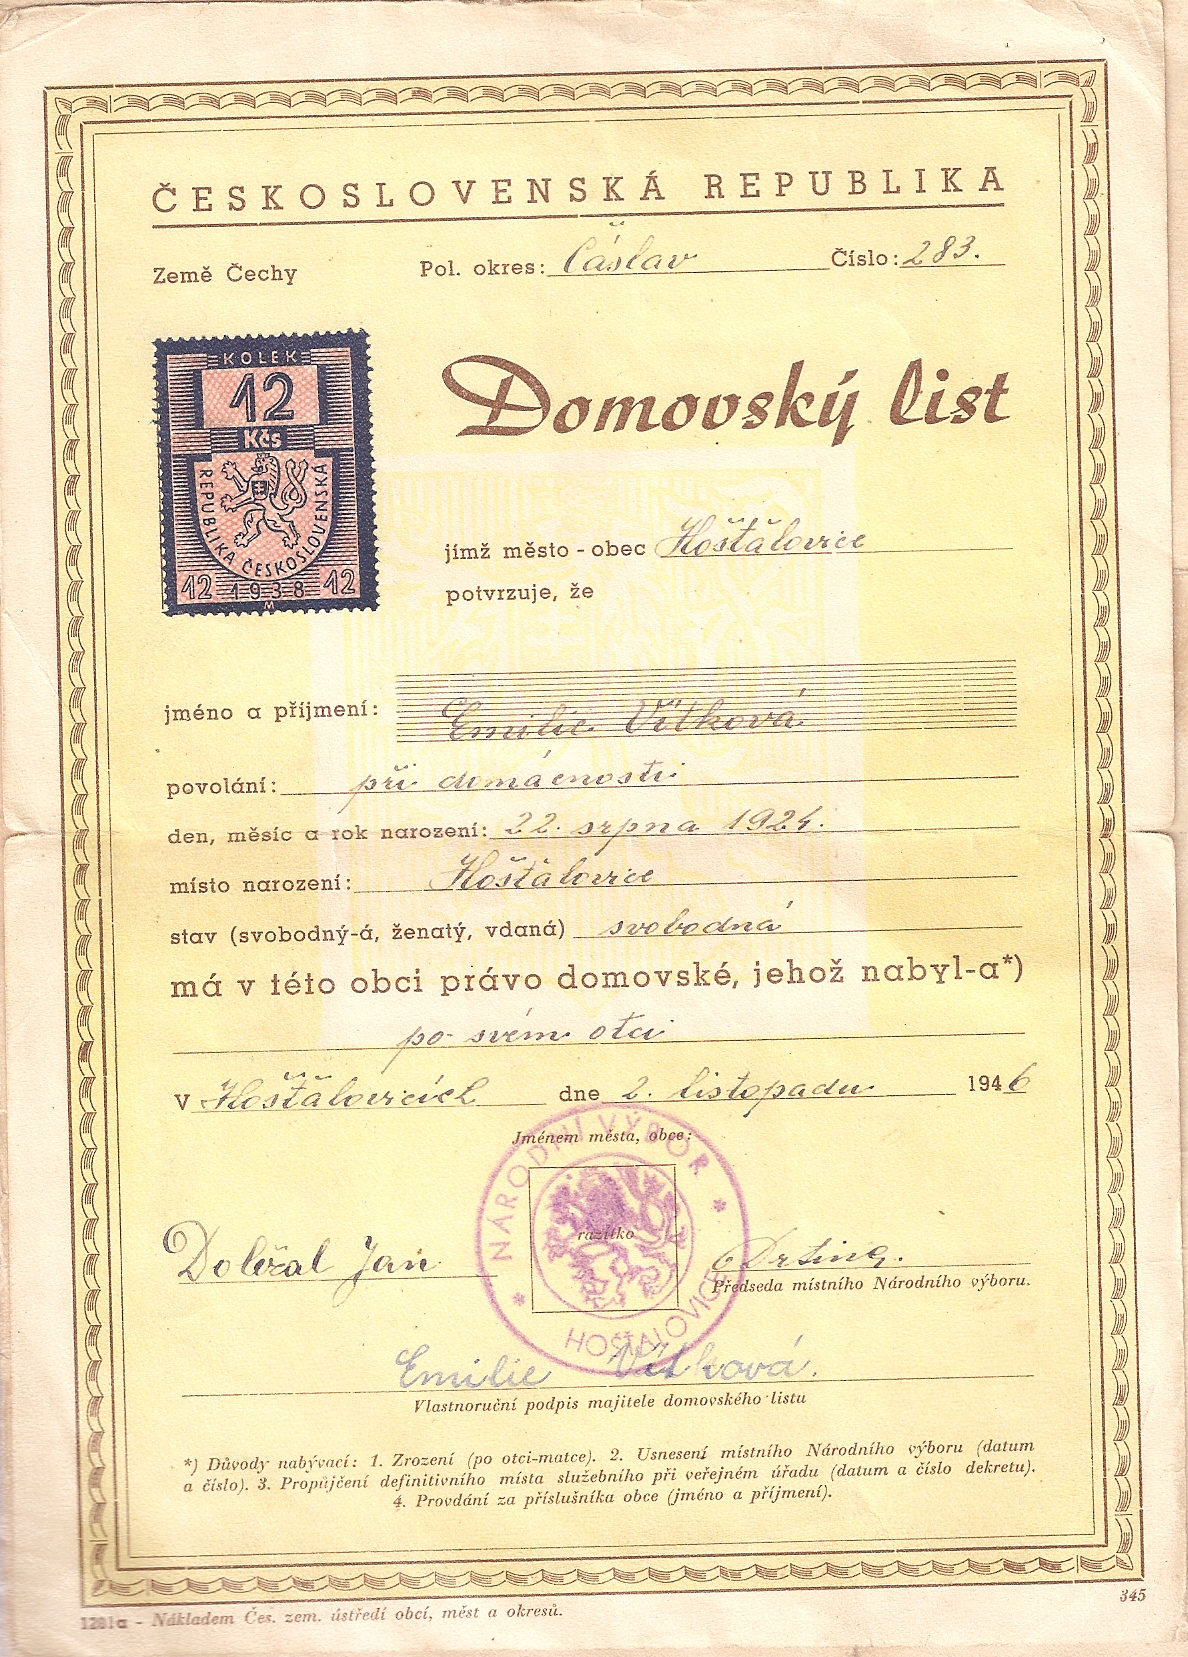 ČESKOSLOVENSKÁ REPUBLIKA
Země Čechy Pol. okres: Čáslav Číslo: 283.
KOLEK
12
Kčs
REPUBLIKA ČESKOSLOVENSKÁ
12 1938 12
M
Domovský list
jímž město - obec Hošťálovice
potvrzuje, že
jméno a příjmení: Emilie Vítková
povolání: při domácnosti
den, měsíc a rok narození: 22. srpna 1924.
místo narození: Hošťálovice
stav (svobodný-á, ženatý, vdaná) svobodná
má v této obci právo domovské, jehož nabyl-a*)
po svém otci
V Hošťálovicích dne 2. listopadu 1946
Jménem města, obce:
NÁRODNÍ VÝBOR
razítko
HOŠŤALOVICE
Doležal Jan
Předseda místního Národního výboru.
Emilie Vítková.
Vlastnoruční podpis majitele domovského listu
*) Důvody nabývací: 1. Zrození (po otci-matce). 2. Usnesení místního Národního výboru (datum
a číslo). 3. Propůjčení definitivního místa služebního při veřejném úřadu (datum a číslo dekretu).
4. Provdání za příslušníka obce (jméno a příjmení).
1201a - Nákladem Čes. zem. ústředí obcí, měst a okresů.
345